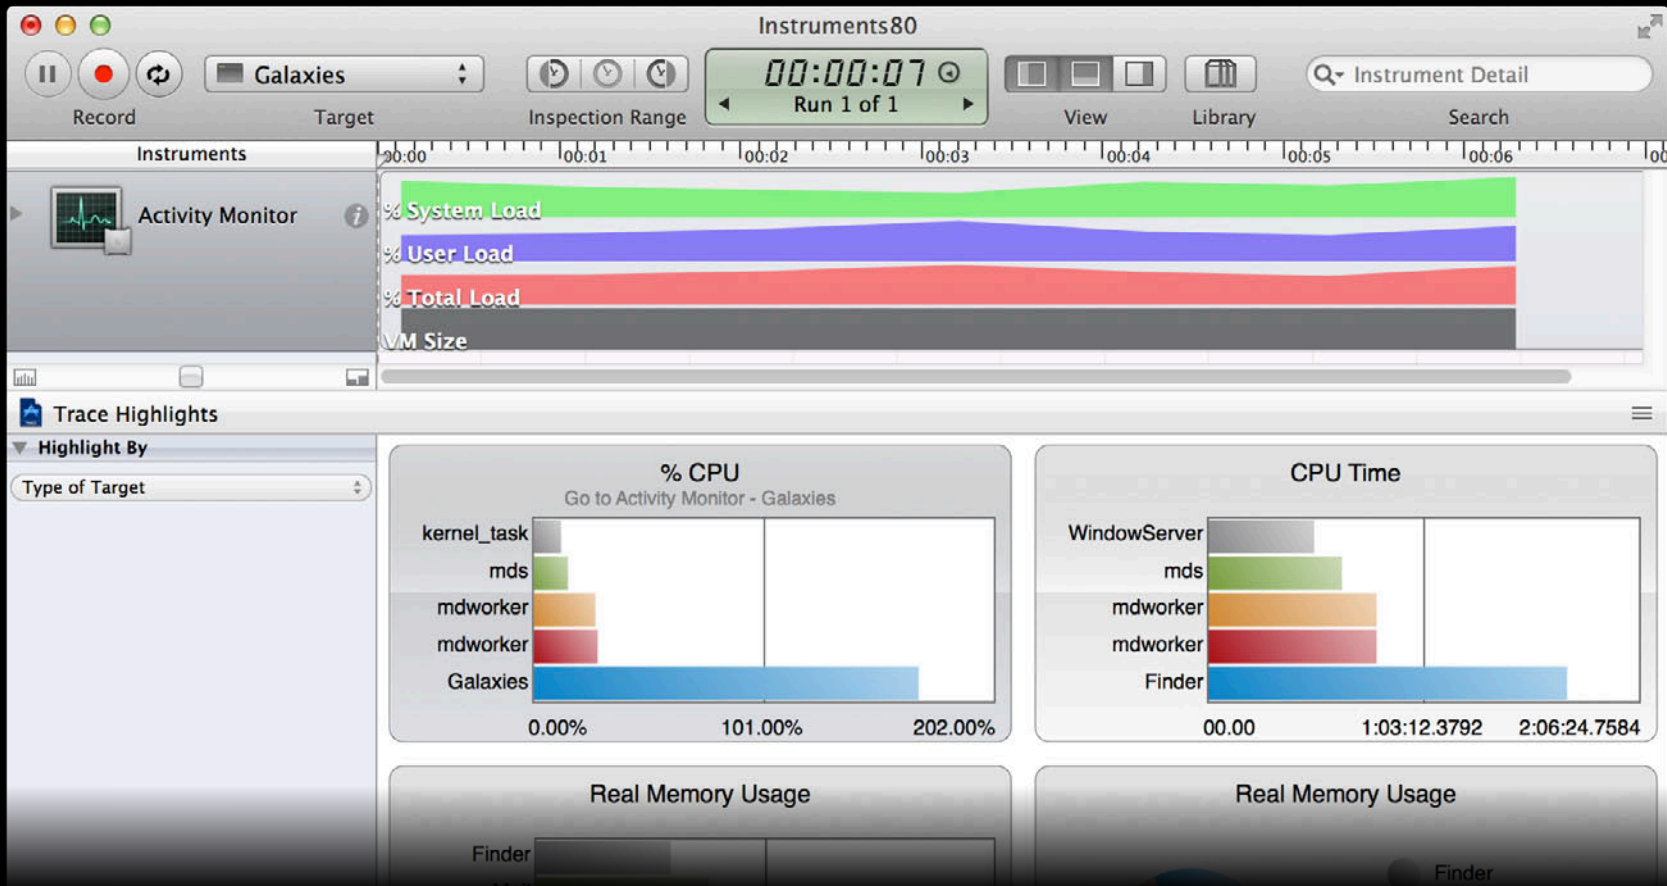 Instruments80
Galaxies
00:00:07
Run 1 of 1
Instrument Detail
Record
Target
Inspection Range
View
Library
Search
Instruments
00:00
00:01
00:02
00:03
00:04
00:05
00:06
Activity Monitor
% System Load
% User Load
% Total Load
VM Size
Trace Highlights
Highlight By
Type of Target
% CPU
Go to Activity Monitor - Galaxies
kernel_task
mds
mdworker
mdworker
Galaxies
0.00% 101.00% 202.00%
CPU Time
WindowServer
mds
mdworker
mdworker
Finder
00.00 1:03:12.3792 2:06:24.7584
Real Memory Usage
Finder
Real Memory Usage
Finder